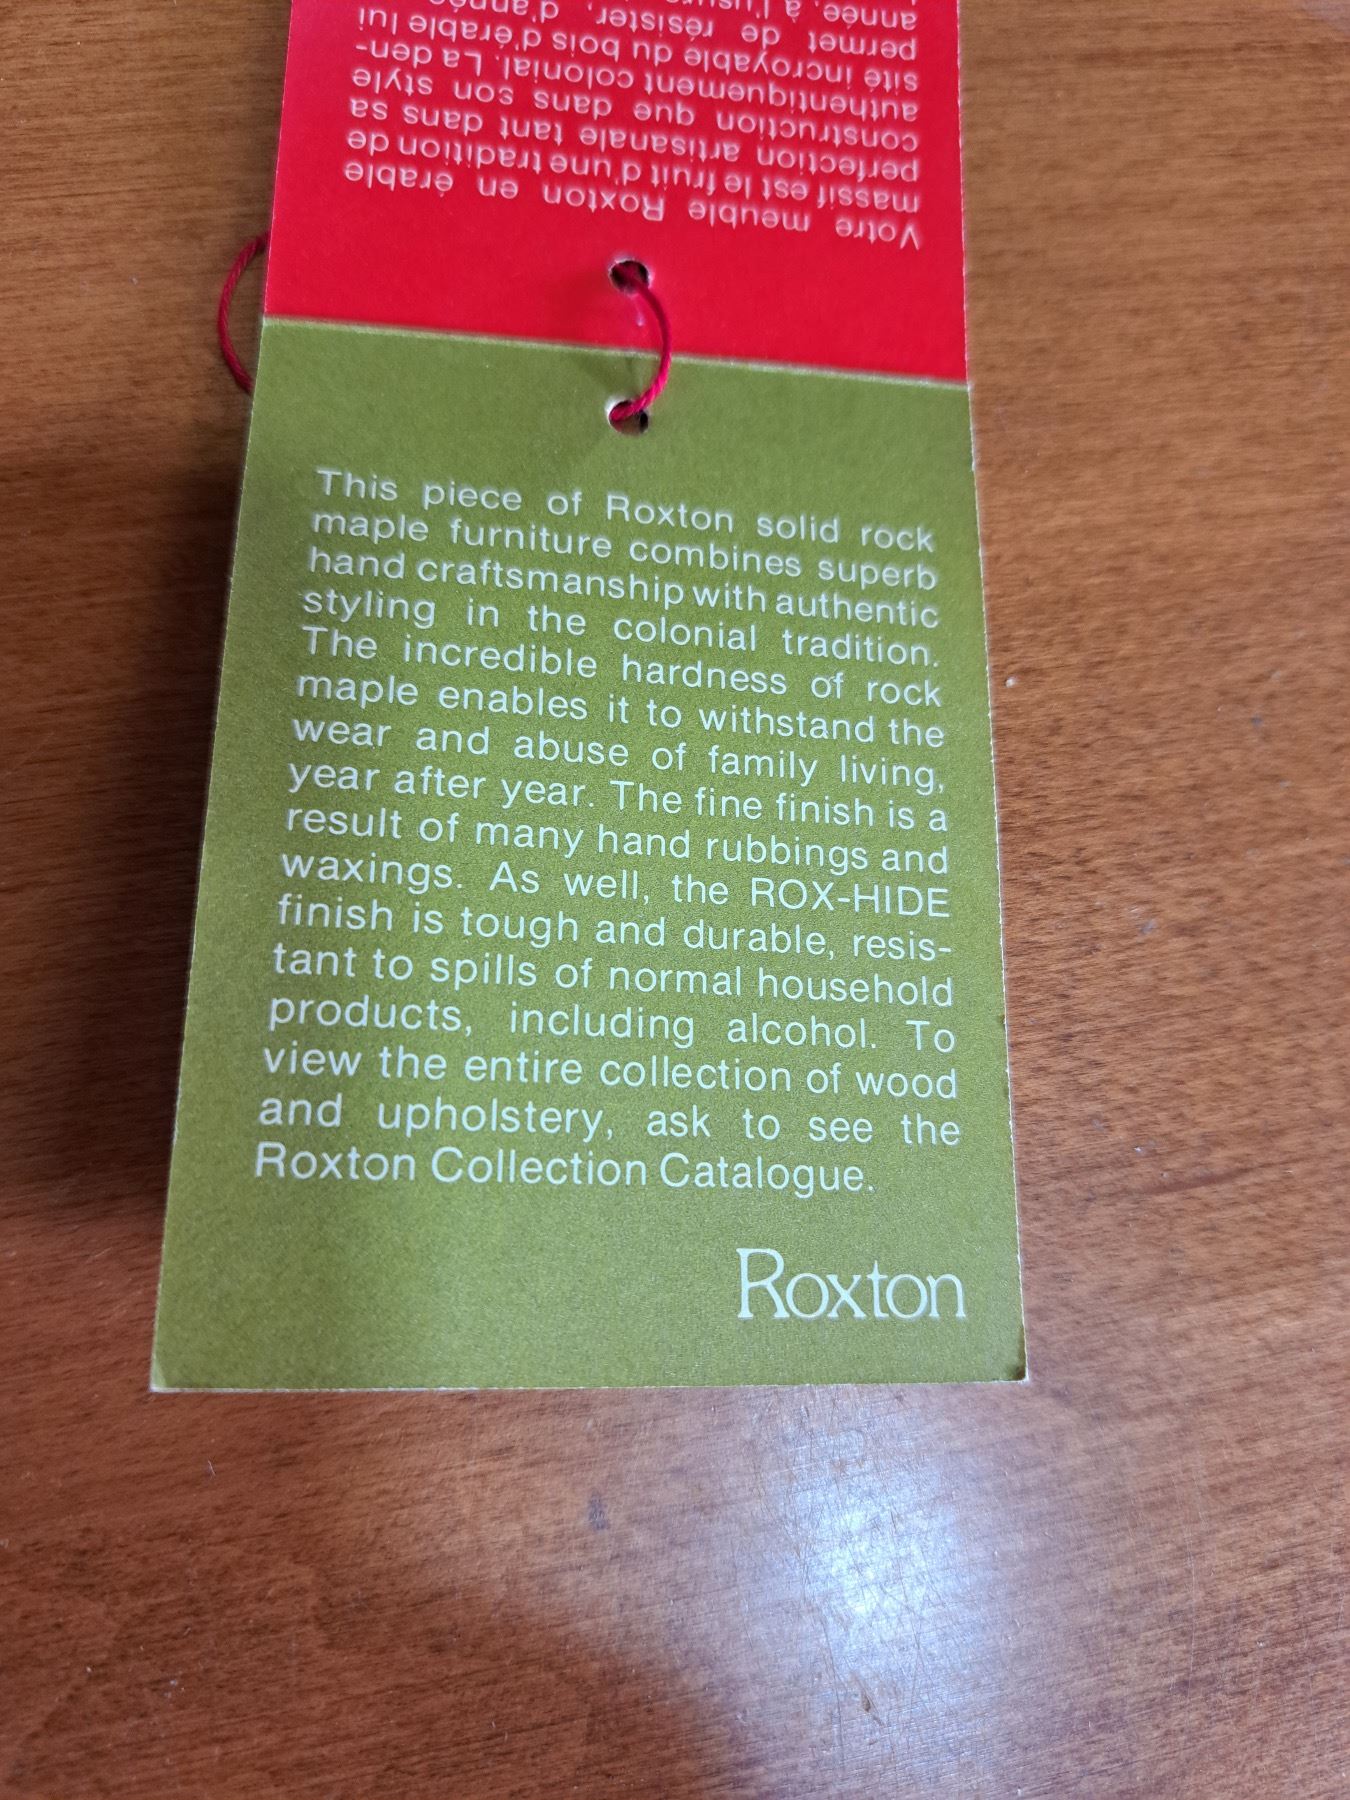 année, à l'usure
permet de résister, d'année
sité incroyable du bois d'érable lui
authentiquement colonial. La den-
construction que dans son style
perfection artisanale tant dans sa
massif est le fruit d'une tradition de
Votre meuble Roxton en érable
This piece of Roxton solid rock
maple furniture combines superb
hand craftsmanship with authentic
styling in the colonial tradition.
The incredible hardness of rock
maple enables it to withstand the
wear and abuse of family living,
year after year. The fine finish is a
result of many hand rubbings and
waxings. As well, the ROX-HIDE
finish is tough and durable, resis-
tant to spills of normal household
products, including alcohol. To
view the entire collection of wood
and upholstery, ask to see the
Roxton Collection Catalogue.
Roxton